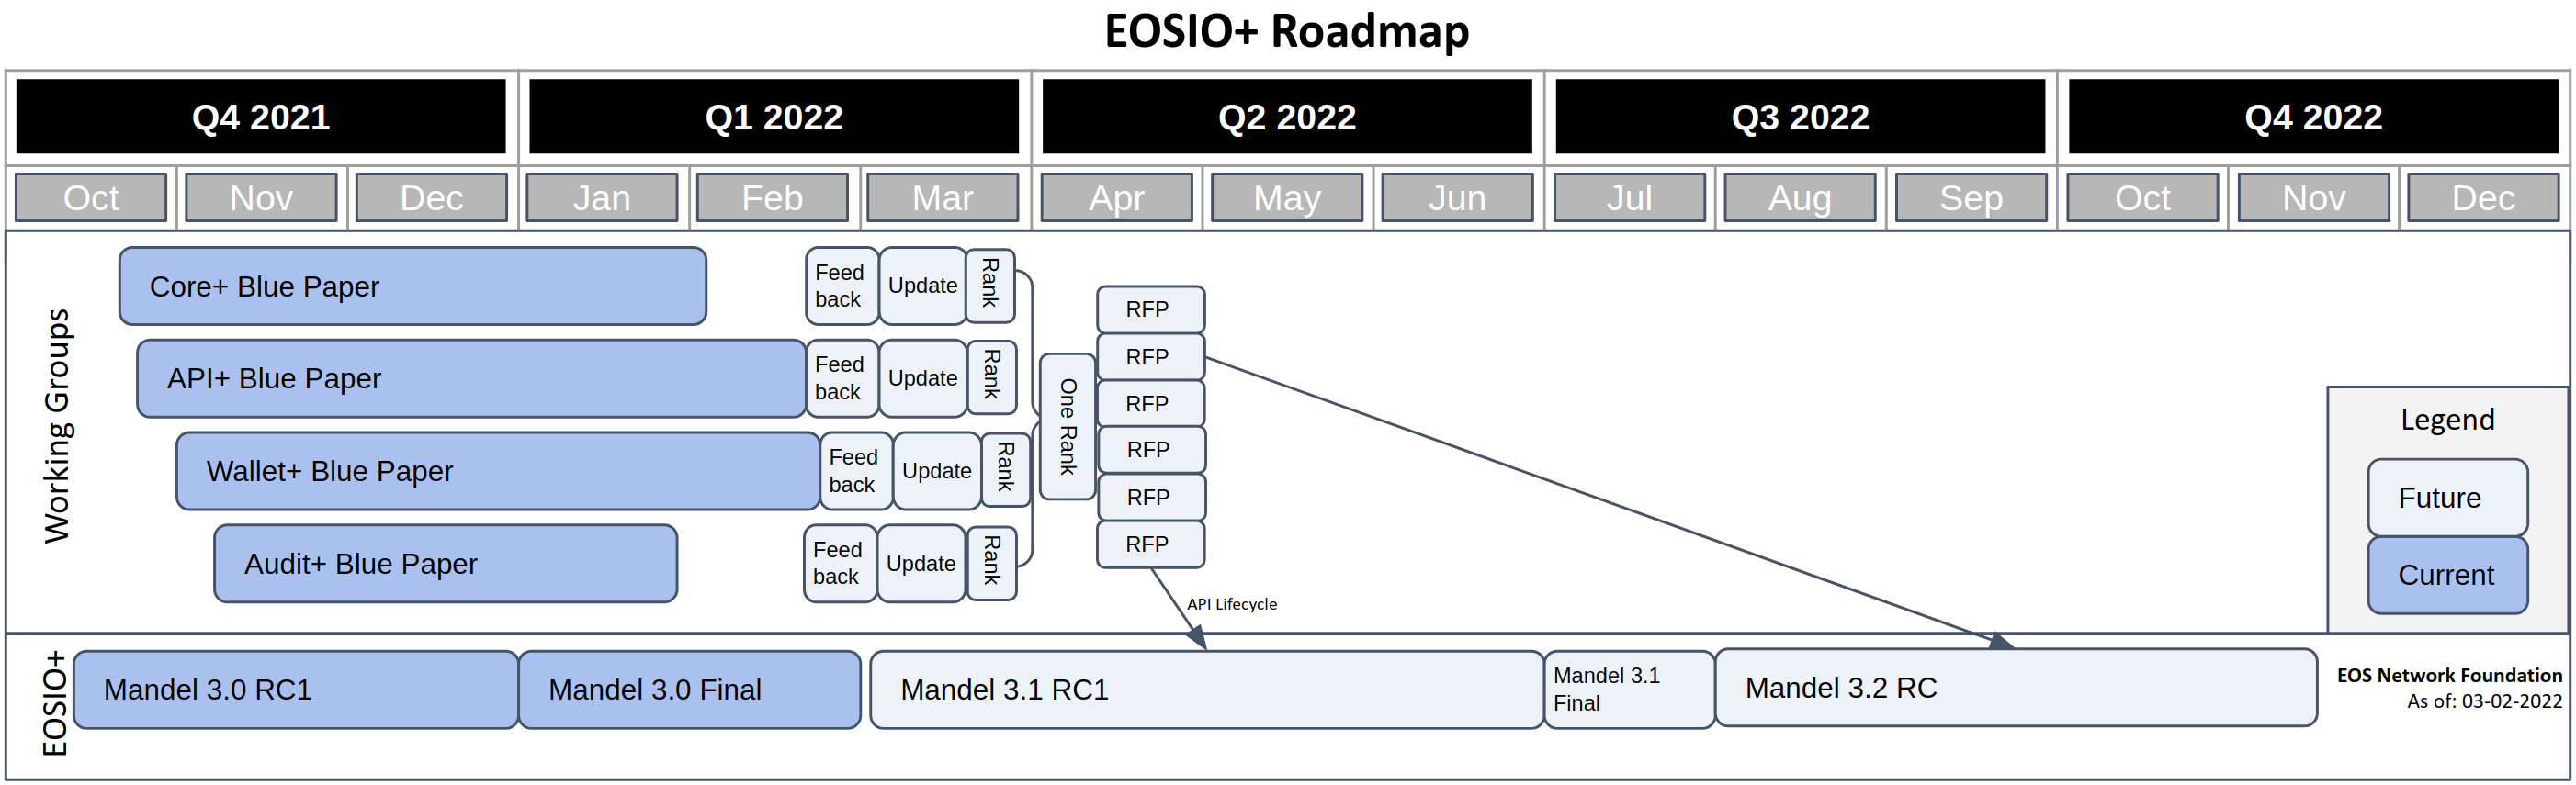 EOSIO+ Roadmap
Q4 2021
Q1 2022
Q2 2022
Q3 2022
Q4 2022
Oct
Nov
Dec
Jan
Feb
Mar
Apr
May
Jun
Jul
Aug
Sep
Oct
Nov
Dec
Working Groups
Core+ Blue Paper
Feed
back
Update
Rank
API+ Blue Paper
Feed
back
Update
Rank
Wallet+ Blue Paper
Feed
back
Update
Rank
Audit+ Blue Paper
Feed
back
Update
Rank
One Rank
RFP
RFP
RFP
RFP
RFP
RFP
API Lifecycle
Legend
Future
Current
EOSIO+
Mandel 3.0 RC1
Mandel 3.0 Final
Mandel 3.1 RC1
Mandel 3.1
Final
Mandel 3.2 RC
EOS Network Foundation
As of: 03-02-2022